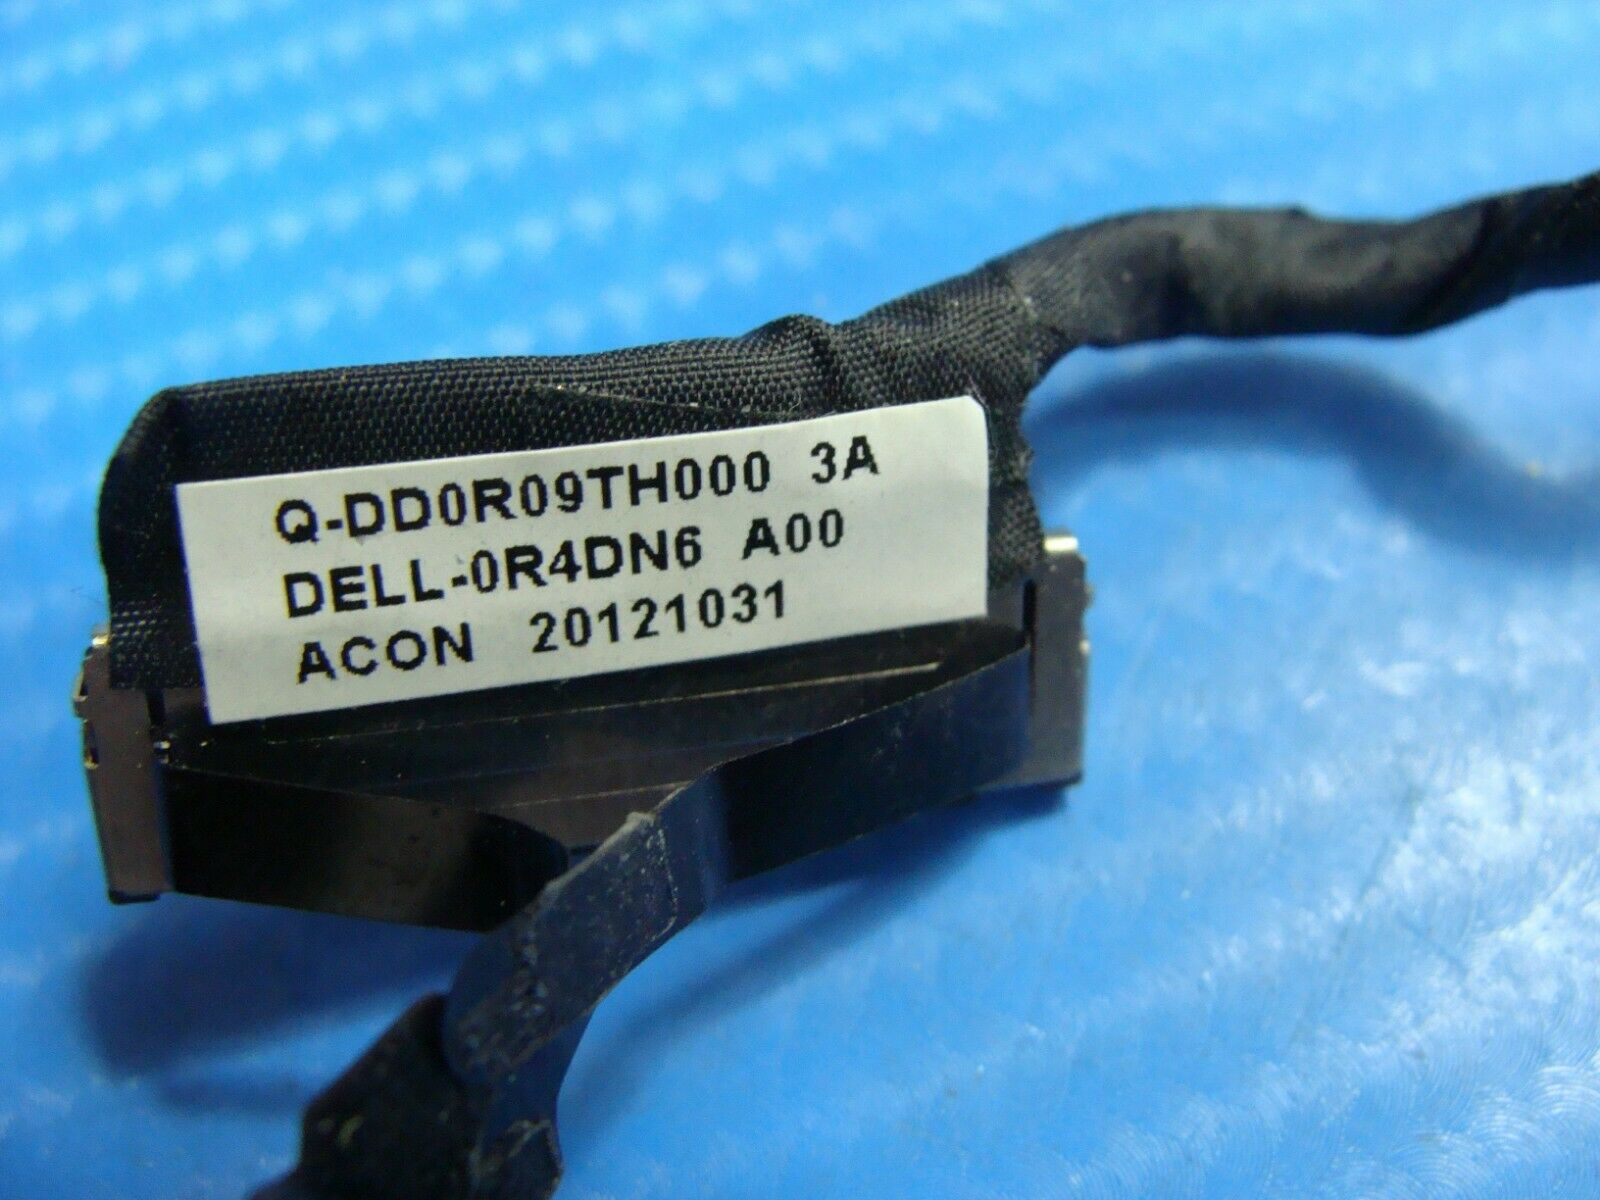 Q-DD0R09TH000 3A
DELL-0R4DN6 A00
ACON 20121031